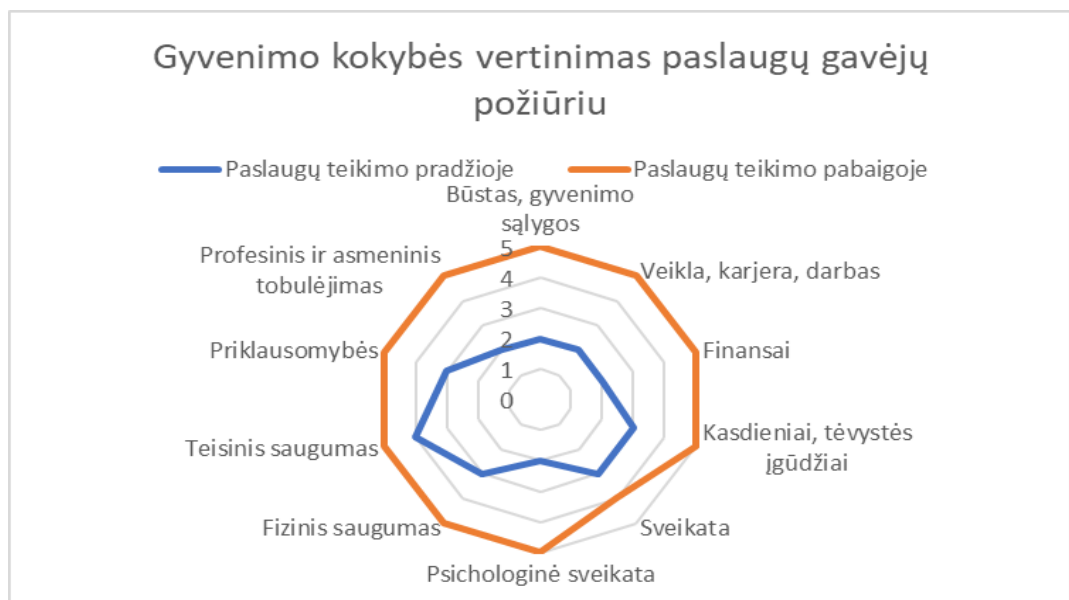 Gyvenimo kokybės vertinimas paslaugų gavėjų
požiūriu
Paslaugų teikimo pradžioje
Paslaugų teikimo pabaigoje
Būstas, gyvenimo
sąlygos
Veikla, karjera, darbas
Finansai
Kasdieniai, tėvystės
įgūdžiai
Sveikata
Psichologinė sveikata
Fizinis saugumas
Teisinis saugumas
Priklausomybės
Profesinis ir asmeninis
tobulėjimas
5
4
3
2
1
0